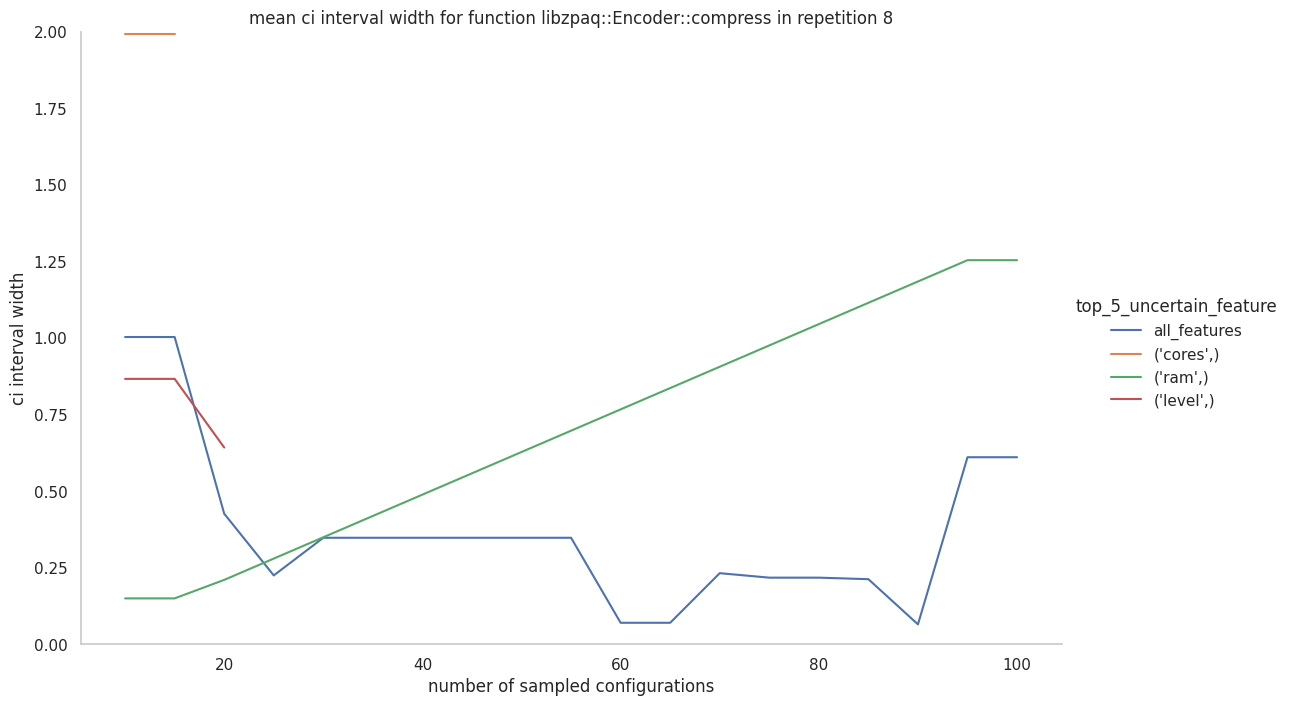 mean ci interval width for function libzpaq::Encoder::compress in repetition 8
2.00
1.75
1.50
1.25
1.00
0.75
0.50
0.25
0.00
ci interval width
20
40
60
80
100
number of sampled configurations
top_5_uncertain_feature
all_features
('cores',)
('ram',)
('level',)